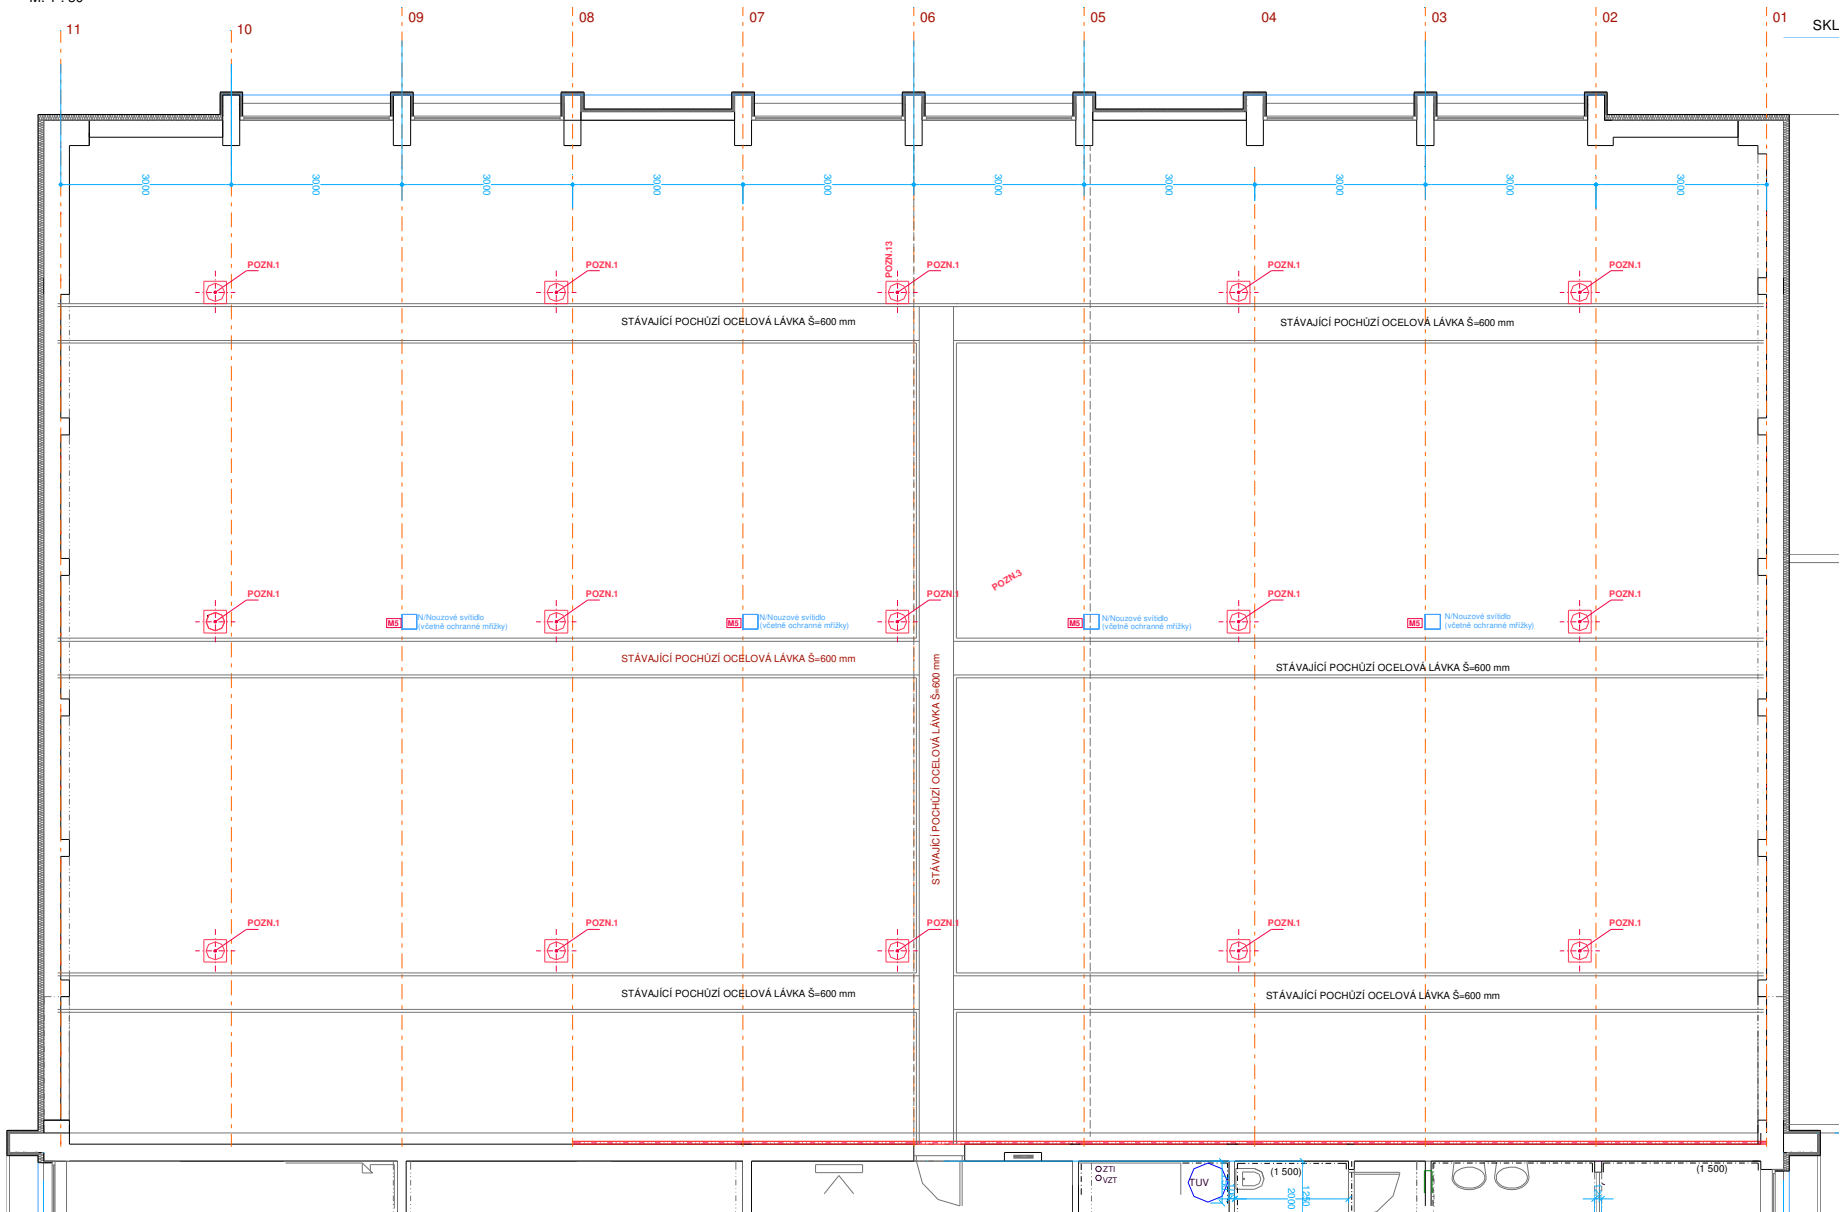 11
10
09
08
07
06
05
04
03
02
01
SKL
3000
3000
3000
3000
3000
3000
3000
3000
3000
3000
POZN.1
POZN.1
POZN.13
POZN.1
POZN.1
POZN.1
STÁVAJÍCÍ POCHŮZÍ OCELOVÁ LÁVKA Š=600 mm
STÁVAJÍCÍ POCHŮZÍ OCELOVÁ LÁVKA Š=600 mm
POZN.3
POZN.1
POZN.1
POZN.1
POZN.1
POZN.1
M5
N/Nouzové svítidlo
(včetně ochranné mřížky)
M5
N/Nouzové svítidlo
(včetně ochranné mřížky)
M5
N/Nouzové svítidlo
(včetně ochranné mřížky)
M5
N/Nouzové svítidlo
(včetně ochranné mřížky)
STÁVAJÍCÍ POCHŮZÍ OCELOVÁ LÁVKA Š=600 mm
STÁVAJÍCÍ POCHŮZÍ OCELOVÁ LÁVKA Š=600 mm
STÁVAJÍCÍ POCHŮZÍ OCELOVÁ LÁVKA Š=600 mm
POZN.1
POZN.1
POZN.1
POZN.1
POZN.1
STÁVAJÍCÍ POCHŮZÍ OCELOVÁ LÁVKA Š=600 mm
STÁVAJÍCÍ POCHŮZÍ OCELOVÁ LÁVKA Š=600 mm
ZTI
VZT
TUV
(1 500)
(1 500)
2000
1250